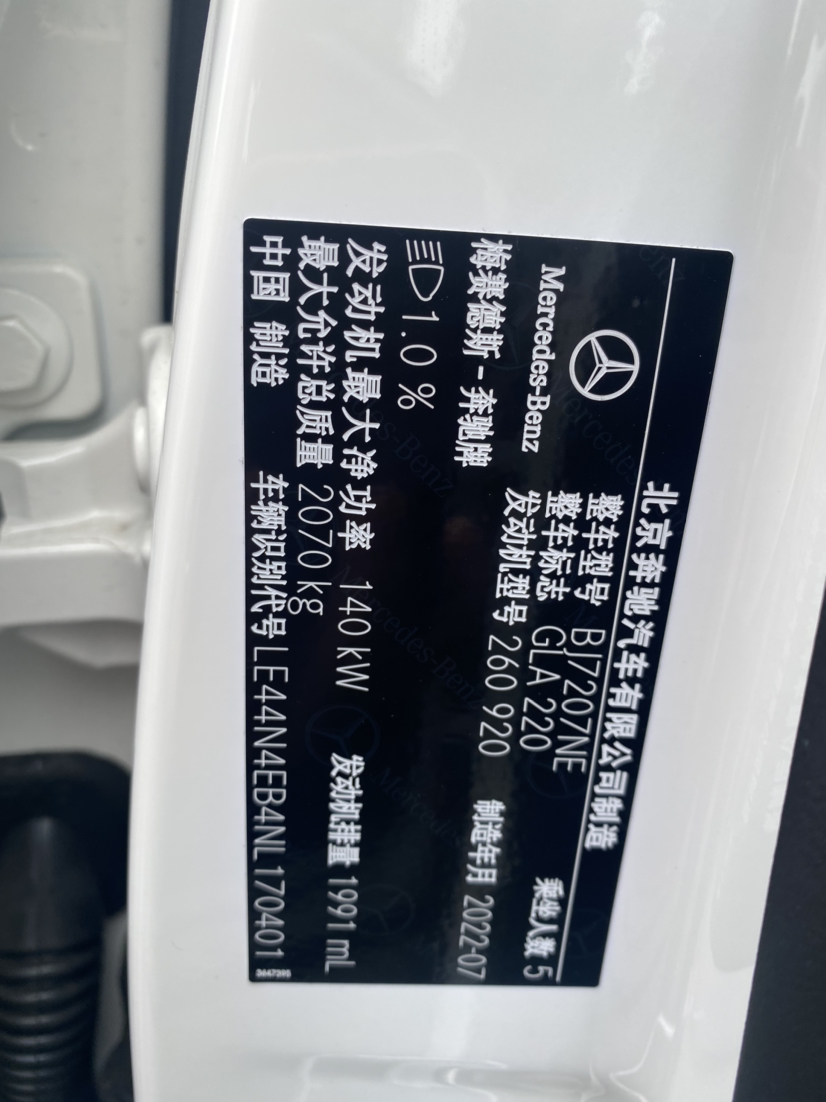 北京奔驰汽车有限公司制造
Mercedes-Benz
整车型号 BJ7207NE 乘坐人数 5
整车标志 GLA 220
发动机型号 260 920 制造年月 2022-07
梅赛德斯-奔驰牌
1.0 %
发动机最大净功率 140 kW 发动机排量 1991 mL
最大允许总质量 2070 kg
中国 制造 车辆识别代号 LE44N4EB4NL170401
3647395